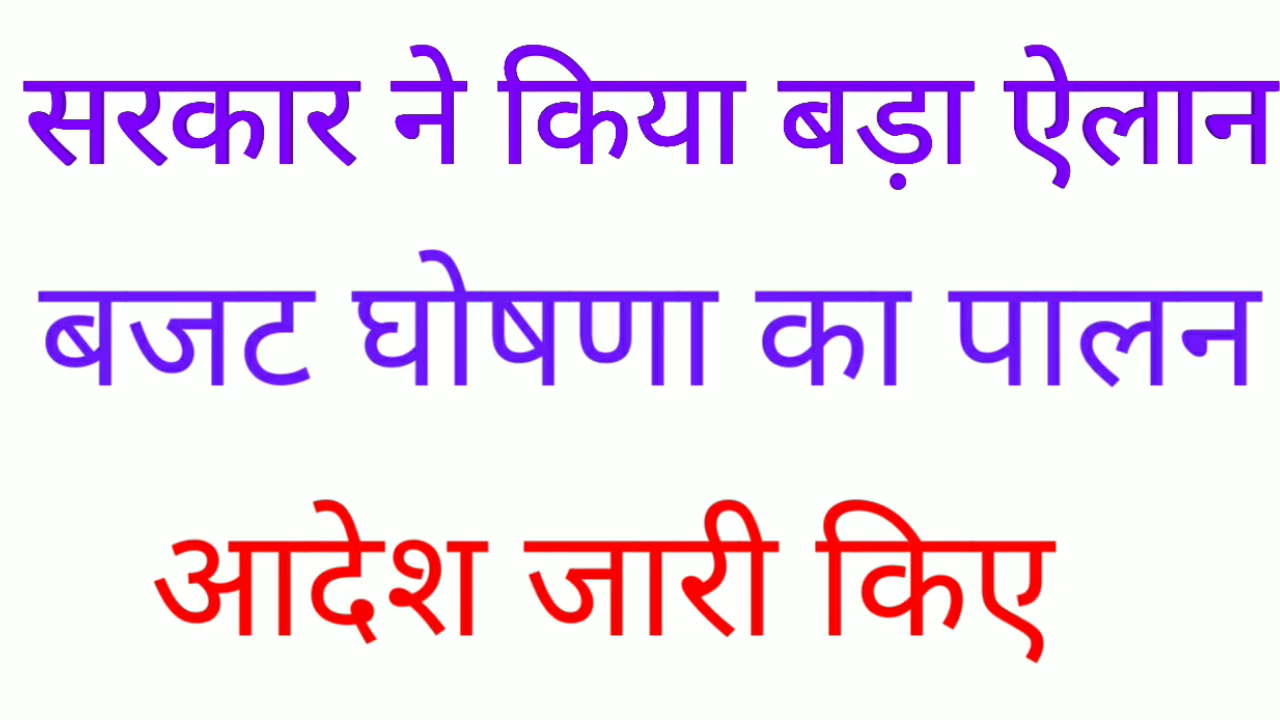 सरकार ने किया बड़ा ऐलान
बजट घोषणा का पालन
आदेश जारी किए